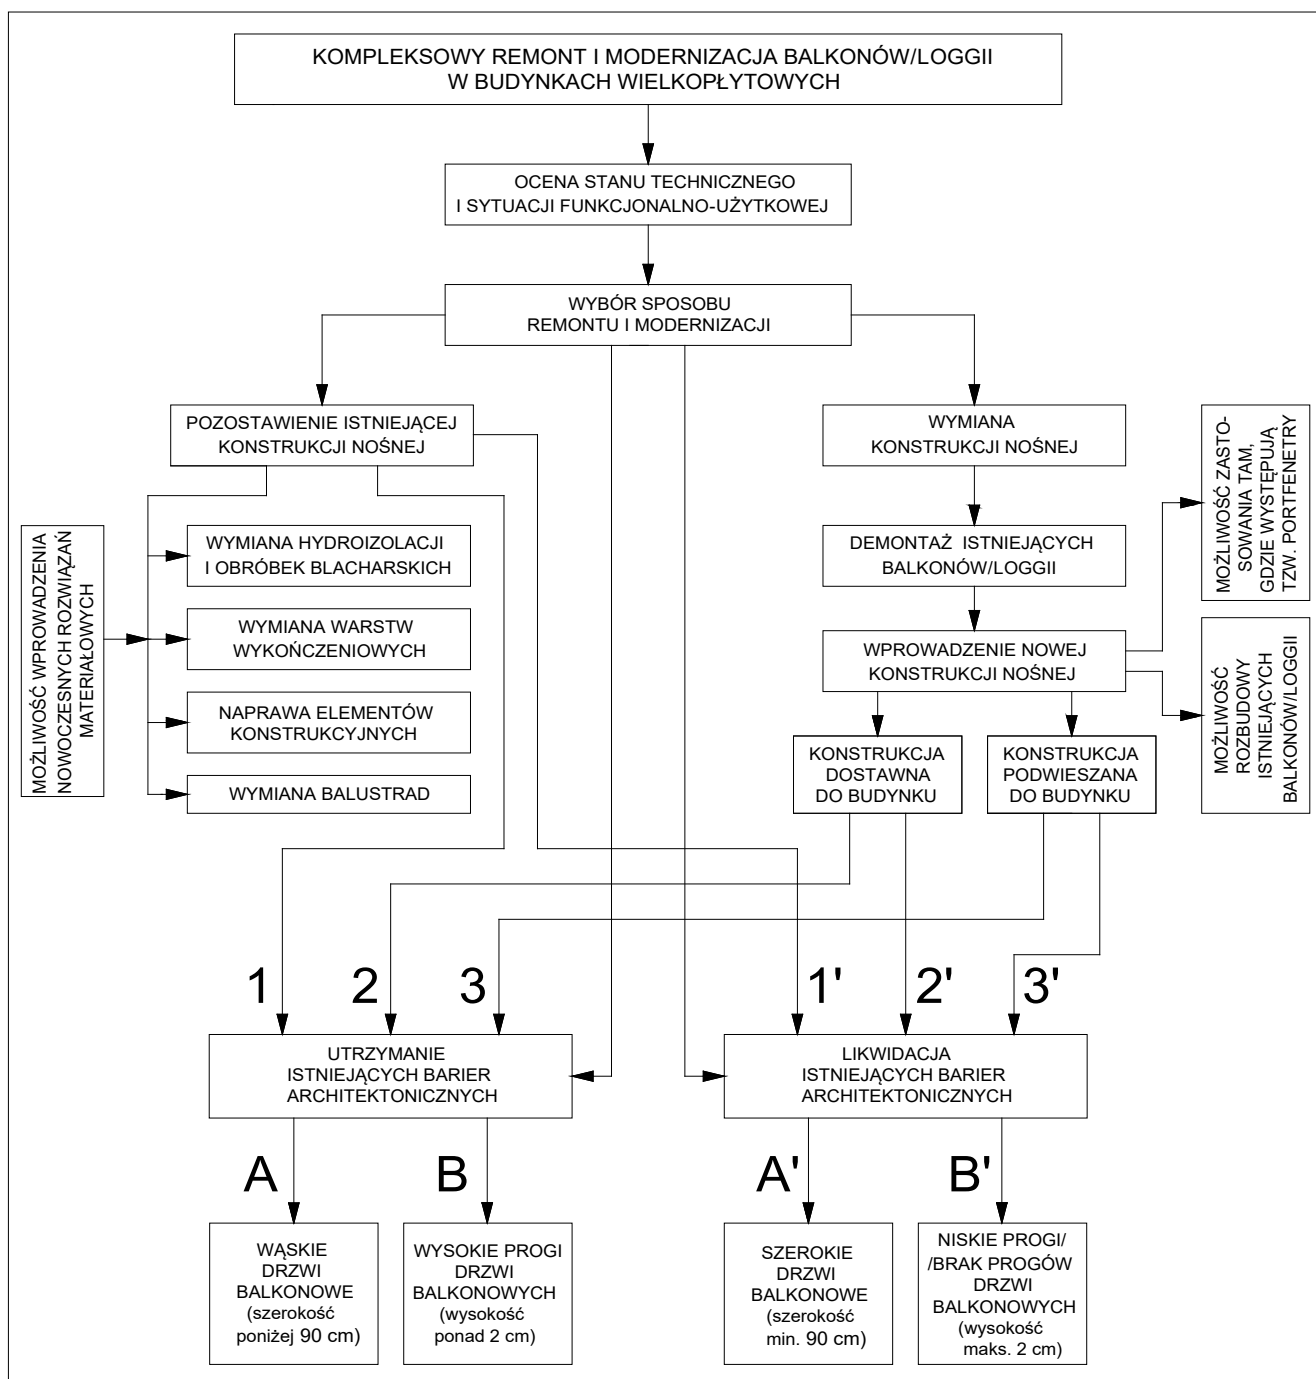 KOMPLEKSOWY REMONT I MODERNIZACJA BALKONÓW/LOGGII
W BUDYNKACH WIELKOPŁYTOWYCH
OCENA STANU TECHNICZNEGO
I SYTUACJI FUNKCJONALNO-UŻYTKOWEJ
WYBÓR SPOSOBU
REMONTU I MODERNIZACJI
POZOSTAWIENIE ISTNIEJĄCEJ
KONSTRUKCJI NOŚNEJ
WYMIANA
KONSTRUKCJI NOŚNEJ
MOŻLIWOŚĆ ZASTO-
SOWANIA TAM,
GDZIE WYSTĘPUJĄ
TZW. PORTFENETRY
MOŻLIWOŚĆ WPROWADZENIA
NOWOCZESNYCH ROZWIĄZAŃ
MATERIAŁOWYCH
WYMIANA HYDROIZOLACJI
I OBRÓBEK BLACHARSKICH
DEMONTAŻ ISTNIEJĄCYCH
BALKONÓW/LOGGII
WYMIANA WARSTW
WYKOŃCZENIOWYCH
WPROWADZENIE NOWEJ
KONSTRUKCJI NOŚNEJ
MOŻLIWOŚĆ
ROZBUDOWY
ISTNIEJĄCYCH
BALKONÓW/LOGGII
NAPRAWA ELEMENTÓW
KONSTRUKCYJNYCH
WYMIANA BALUSTRAD
KONSTRUKCJA
DOSTAWNA
DO BUDYNKU
KONSTRUKCJA
PODWIESZANA
DO BUDYNKU
1
2
3
1'
2'
3'
UTRZYMANIE
ISTNIEJĄCYCH BARIER
ARCHITEKTONICZNYCH
LIKWIDACJA
ISTNIEJĄCYCH BARIER
ARCHITEKTONICZNYCH
A
B
A'
B'
WĄSKIE
DRZWI
BALKONOWE
(szerokość
poniżej 90 cm)
WYSOKIE PROGI
DRZWI
BALKONOWYCH
(wysokość
ponad 2 cm)
SZEROKIE
DRZWI
BALKONOWE
(szerokość
min. 90 cm)
NISKIE PROGI/
/BRAK PROGÓW
DRZWI
BALKONOWYCH
(wysokość
maks. 2 cm)